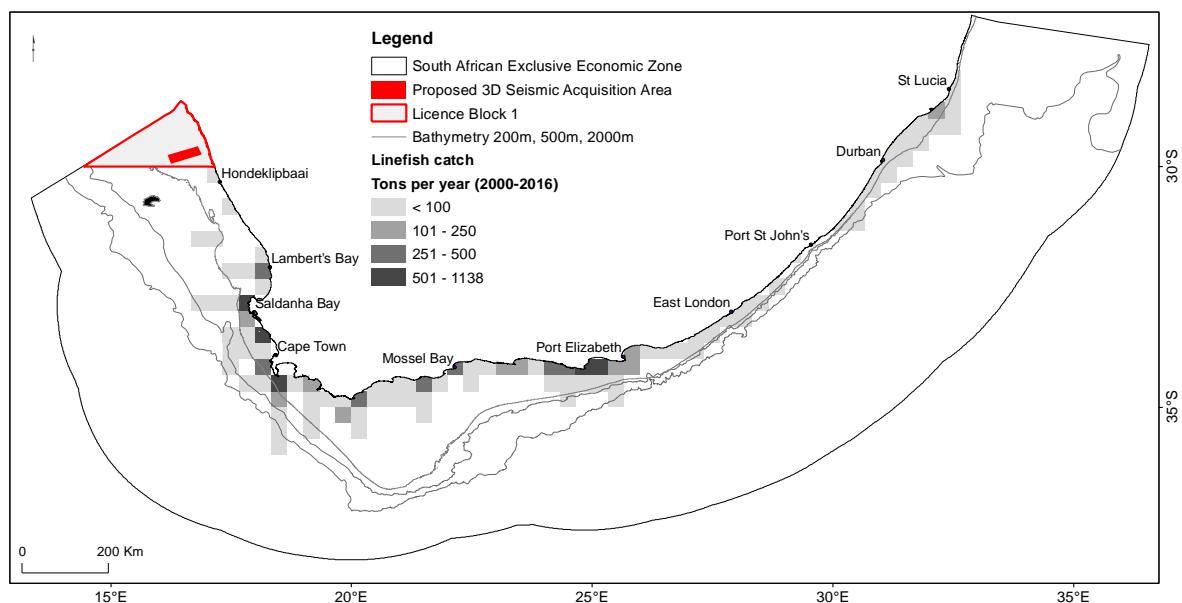 Legend
South African Exclusive Economic Zone
Proposed 3D Seismic Acquisition Area
Licence Block 1
Bathymetry 200m, 500m, 2000m
Linefish catch
Tons per year (2000-2016)
< 100
101 - 250
251 - 500
501 - 1138
St Lucia
Durban
30°S
Hondeklipbaai
Port St John's
Lambert's Bay
Saldanha Bay
East London
Cape Town
Mossel Bay
Port Elizabeth
35°S
0 200 Km
15°E 20°E 25°E 30°E 35°E